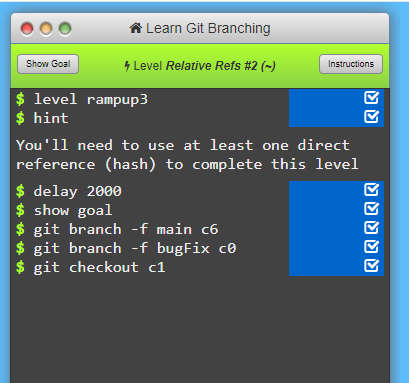 Learn Git Branching
Show Goal
Level Relative Refs #2 (~)
Instructions
$ level rampup3
$ hint
You'll need to use at least one direct
reference (hash) to complete this level
$ delay 2000
$ show goal
$ git branch -f main c6
$ git branch -f bugFix c0
$ git checkout c1